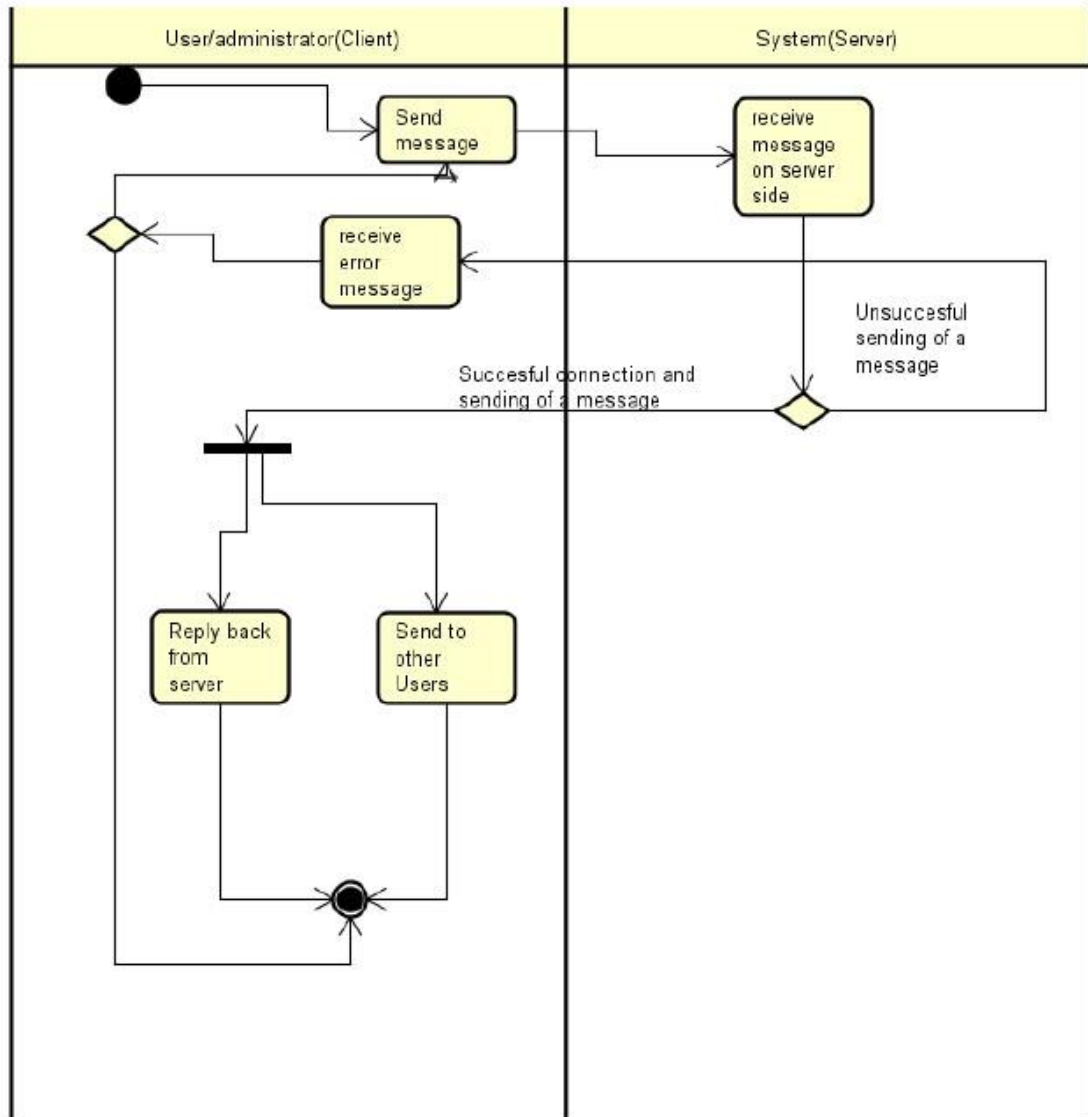 User/administrator(Client)
System(Server)
Send
message
receive
message
on server
side
receive
error
message
Unsuccesful
sending of a
message
Succesful connection and
sending of a message
Reply back
from
server
Send to
other
Users